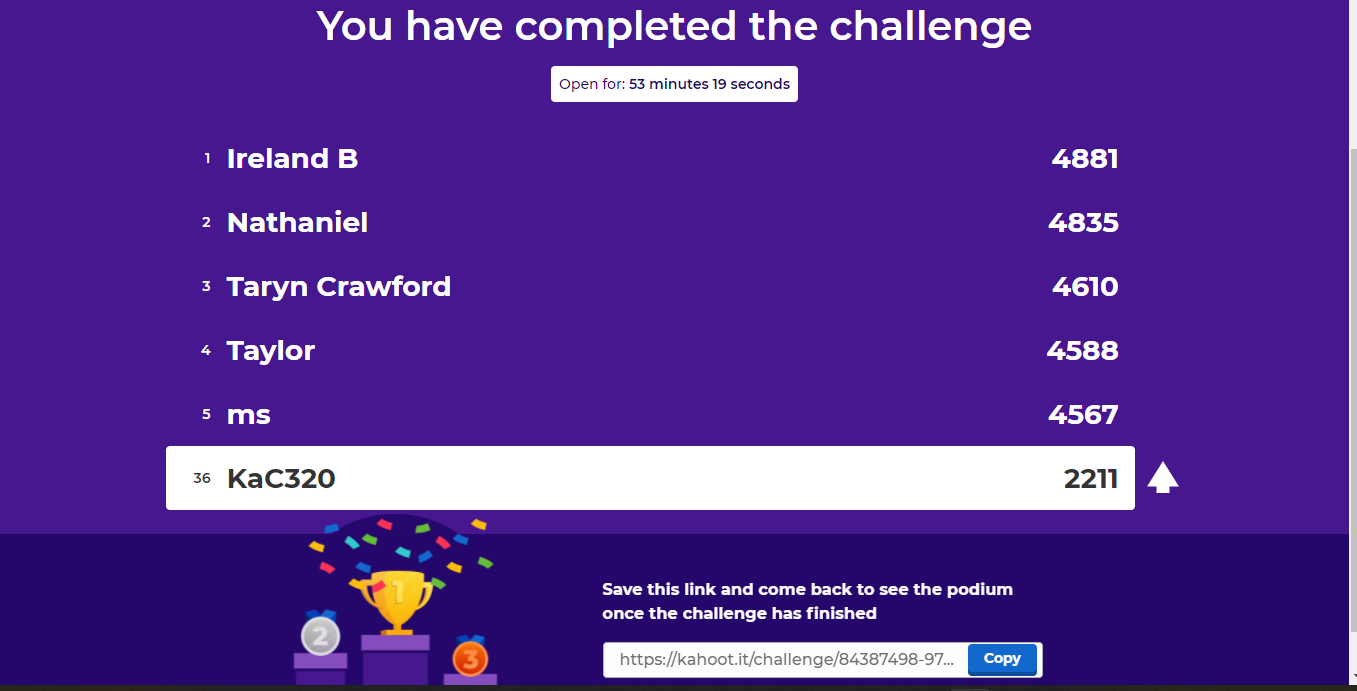 You have completed the challenge
Open for: 53 minutes 19 seconds
1 Ireland B 4881
2 Nathaniel 4835
3 Taryn Crawford 4610
4 Taylor 4588
5 ms 4567
36 KaC320 2211
1
2
3
Save this link and come back to see the podium
once the challenge has finished
https://kahoot.it/challenge/84387498-97... Copy